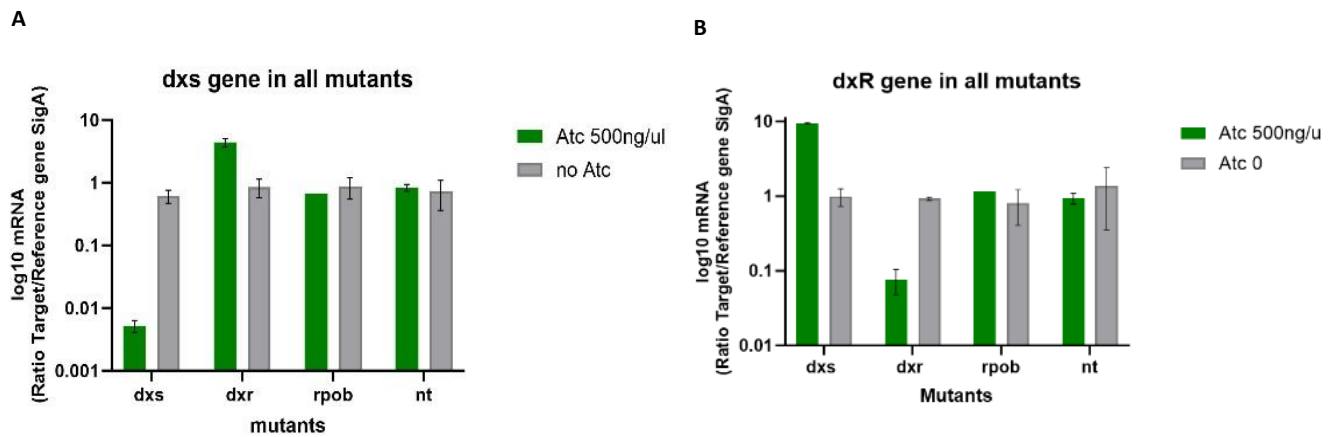 A
dxs gene in all mutants
log10 mRNA
(Ratio Target/Reference gene SigA)
10
1
0.1
0.01
0.001
dxs dxr rpob nt
mutants
Atc 500ng/ul
no Atc
B
dxR gene in all mutants
log10 mRNA
(Ratio Target/Reference gene SigA)
10
1
0.1
0.01
dxs dxr rpob nt
Mutants
Atc 500ng/u
Atc 0